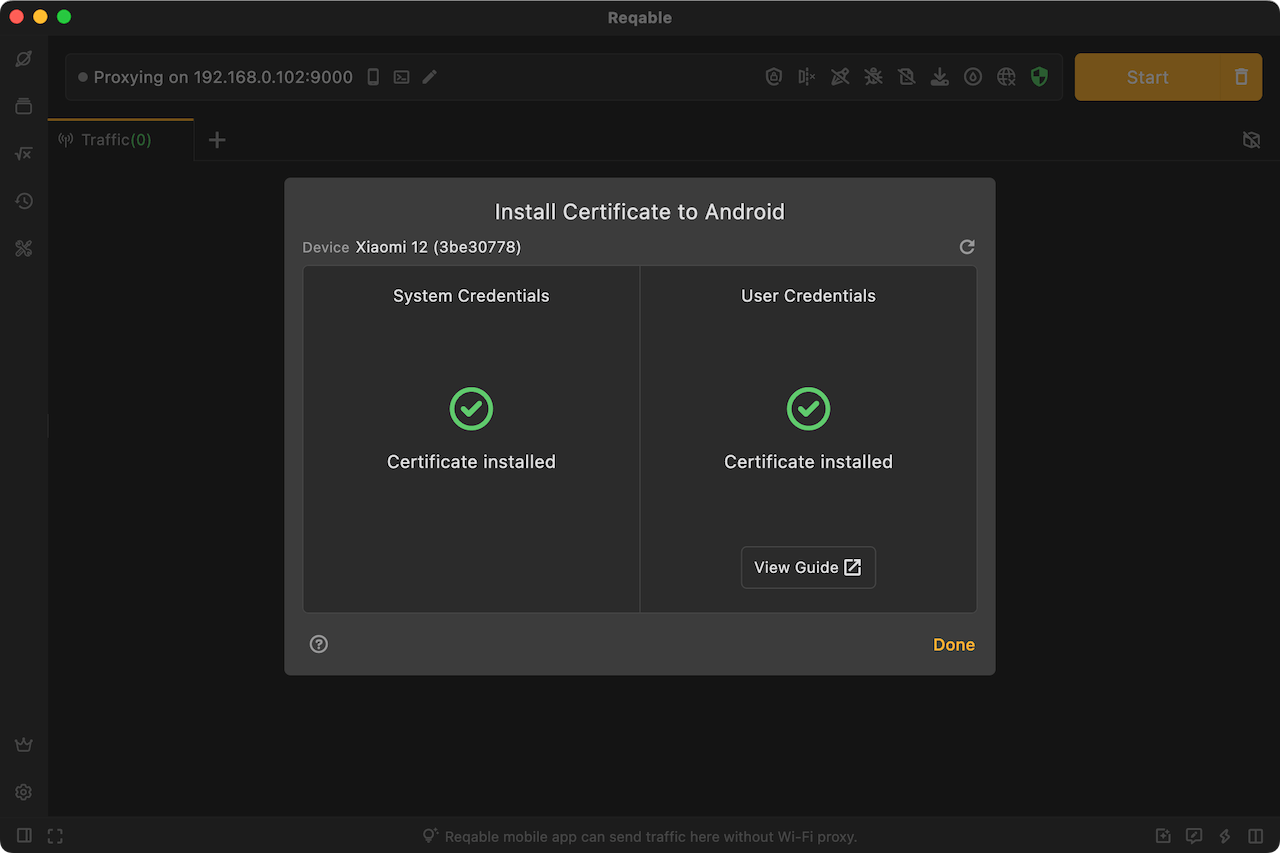 Reqable
Proxying on 192.168.0.102:9000
Start
Traffic(0)
Install Certificate to Android
Device Xiaomi 12 (3be30778)
System Credentials
User Credentials
Certificate installed
Certificate installed
View Guide
Done
Reqable mobile app can send traffic here without Wi-Fi proxy.